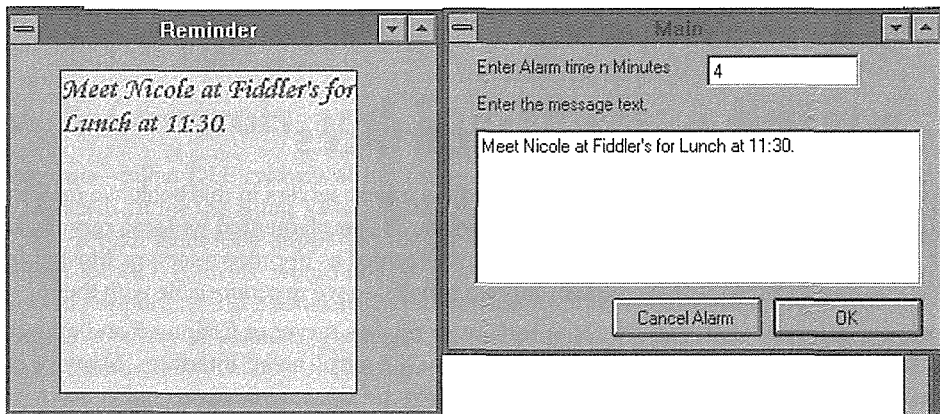 Reminder
Meet Nicole at Fiddler's for
Lunch at 11:30.
Main
Enter Alarm time n Minutes
4
Enter the message text.
Meet Nicole at Fiddler's for Lunch at 11:30.
Cancel Alarm
OK